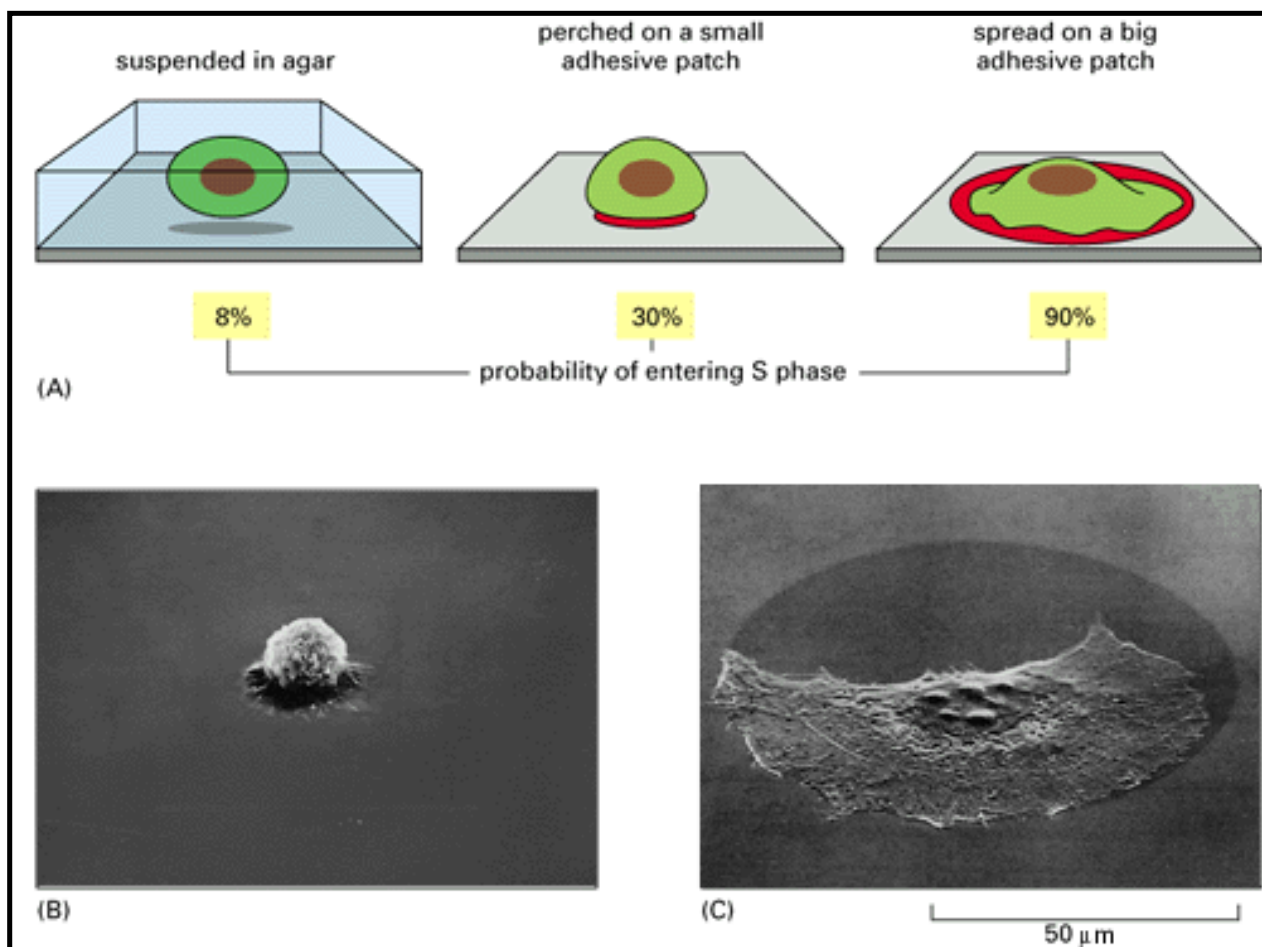 suspended in agar
perched on a small
adhesive patch
spread on a big
adhesive patch
8%
30%
90%
probability of entering S phase
(A)
(B)
(C)
50 μm